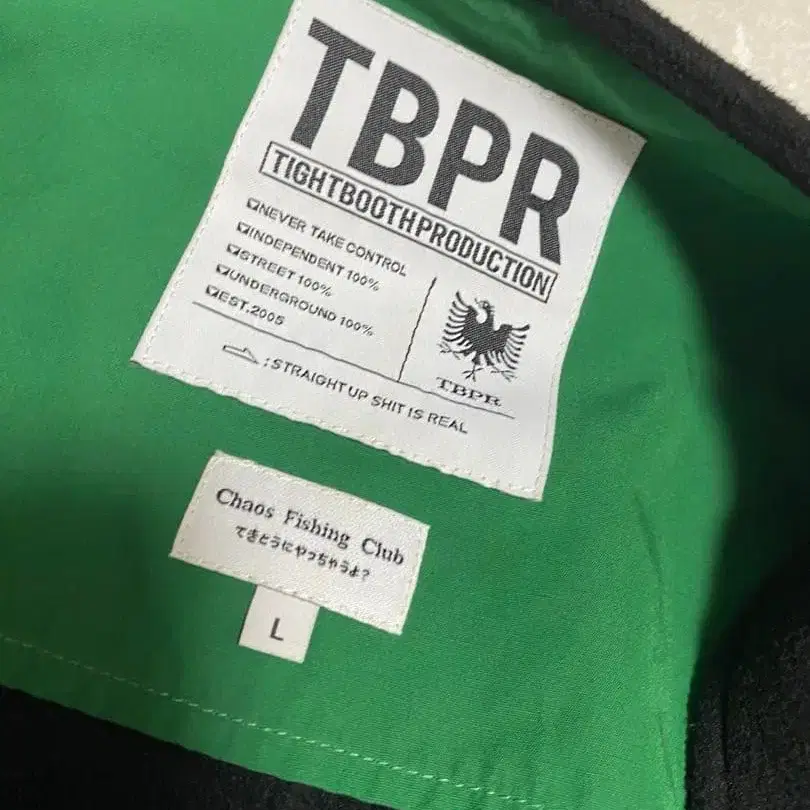 TBPR
TIGHTBOOTHPRODUCTION
☑NEVER TAKE CONTROL
☑INDEPENDENT 100%
☑STREET 100%
☑UNDERGROUND 100%
☑EST.2005
TBPR
⇨:STRAIGHT UP SHIT IS REAL
Chaos Fishing Club
てきとうにやっちゃうよ?
L